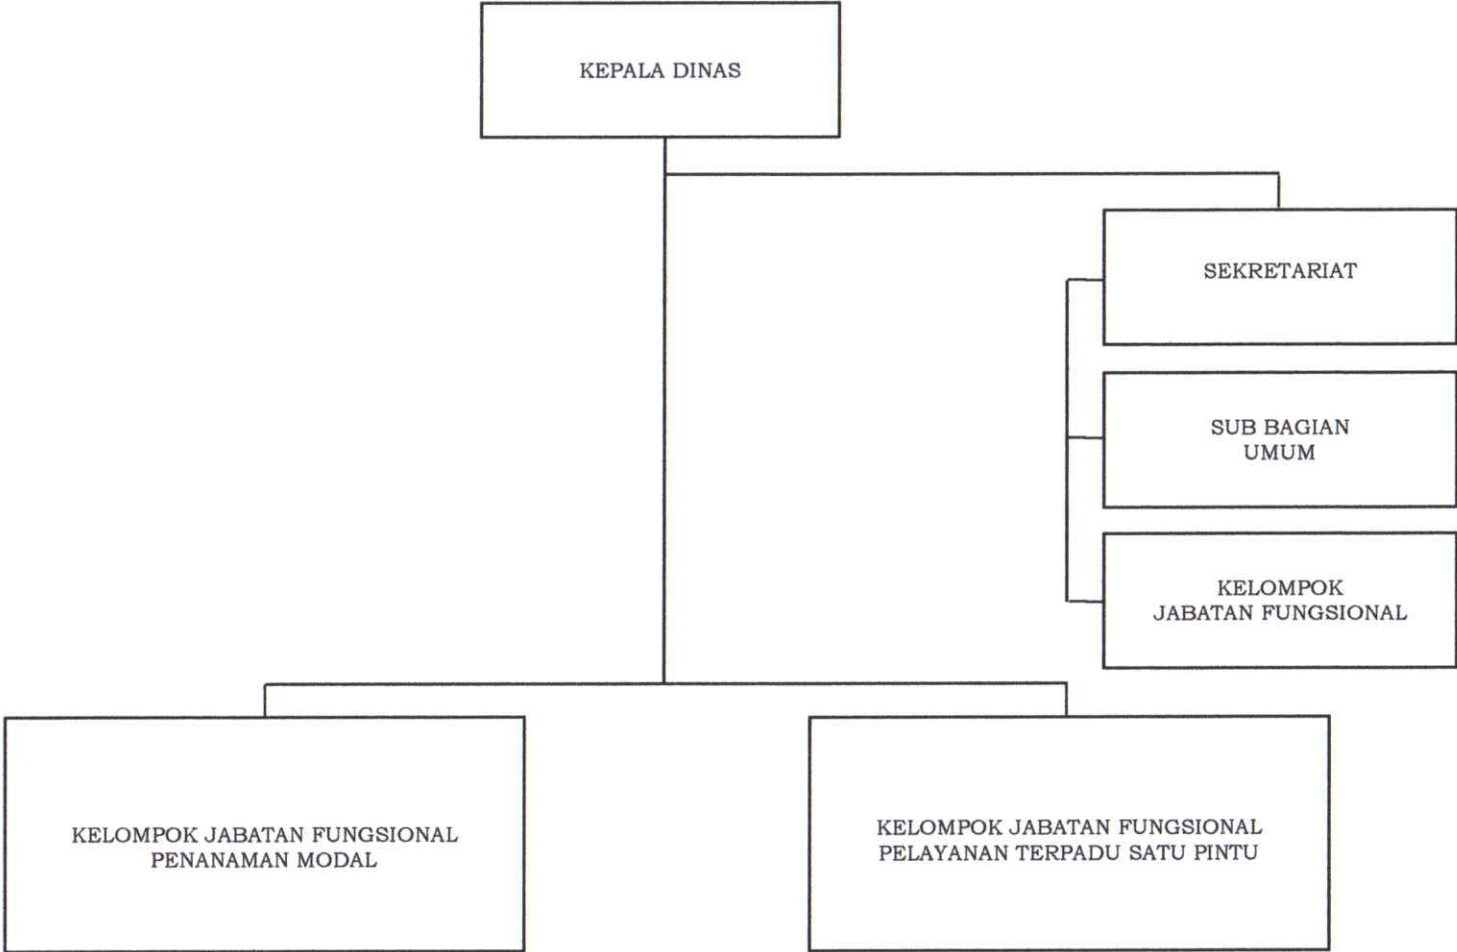 KEPALA DINAS
SEKRETARIAT
SUB BAGIAN
UMUM
KELOMPOK
JABATAN FUNGSIONAL
KELOMPOK JABATAN FUNGSIONAL
PENANAMAN MODAL
KELOMPOK JABATAN FUNGSIONAL
PELAYANAN TERPADU SATU PINTU